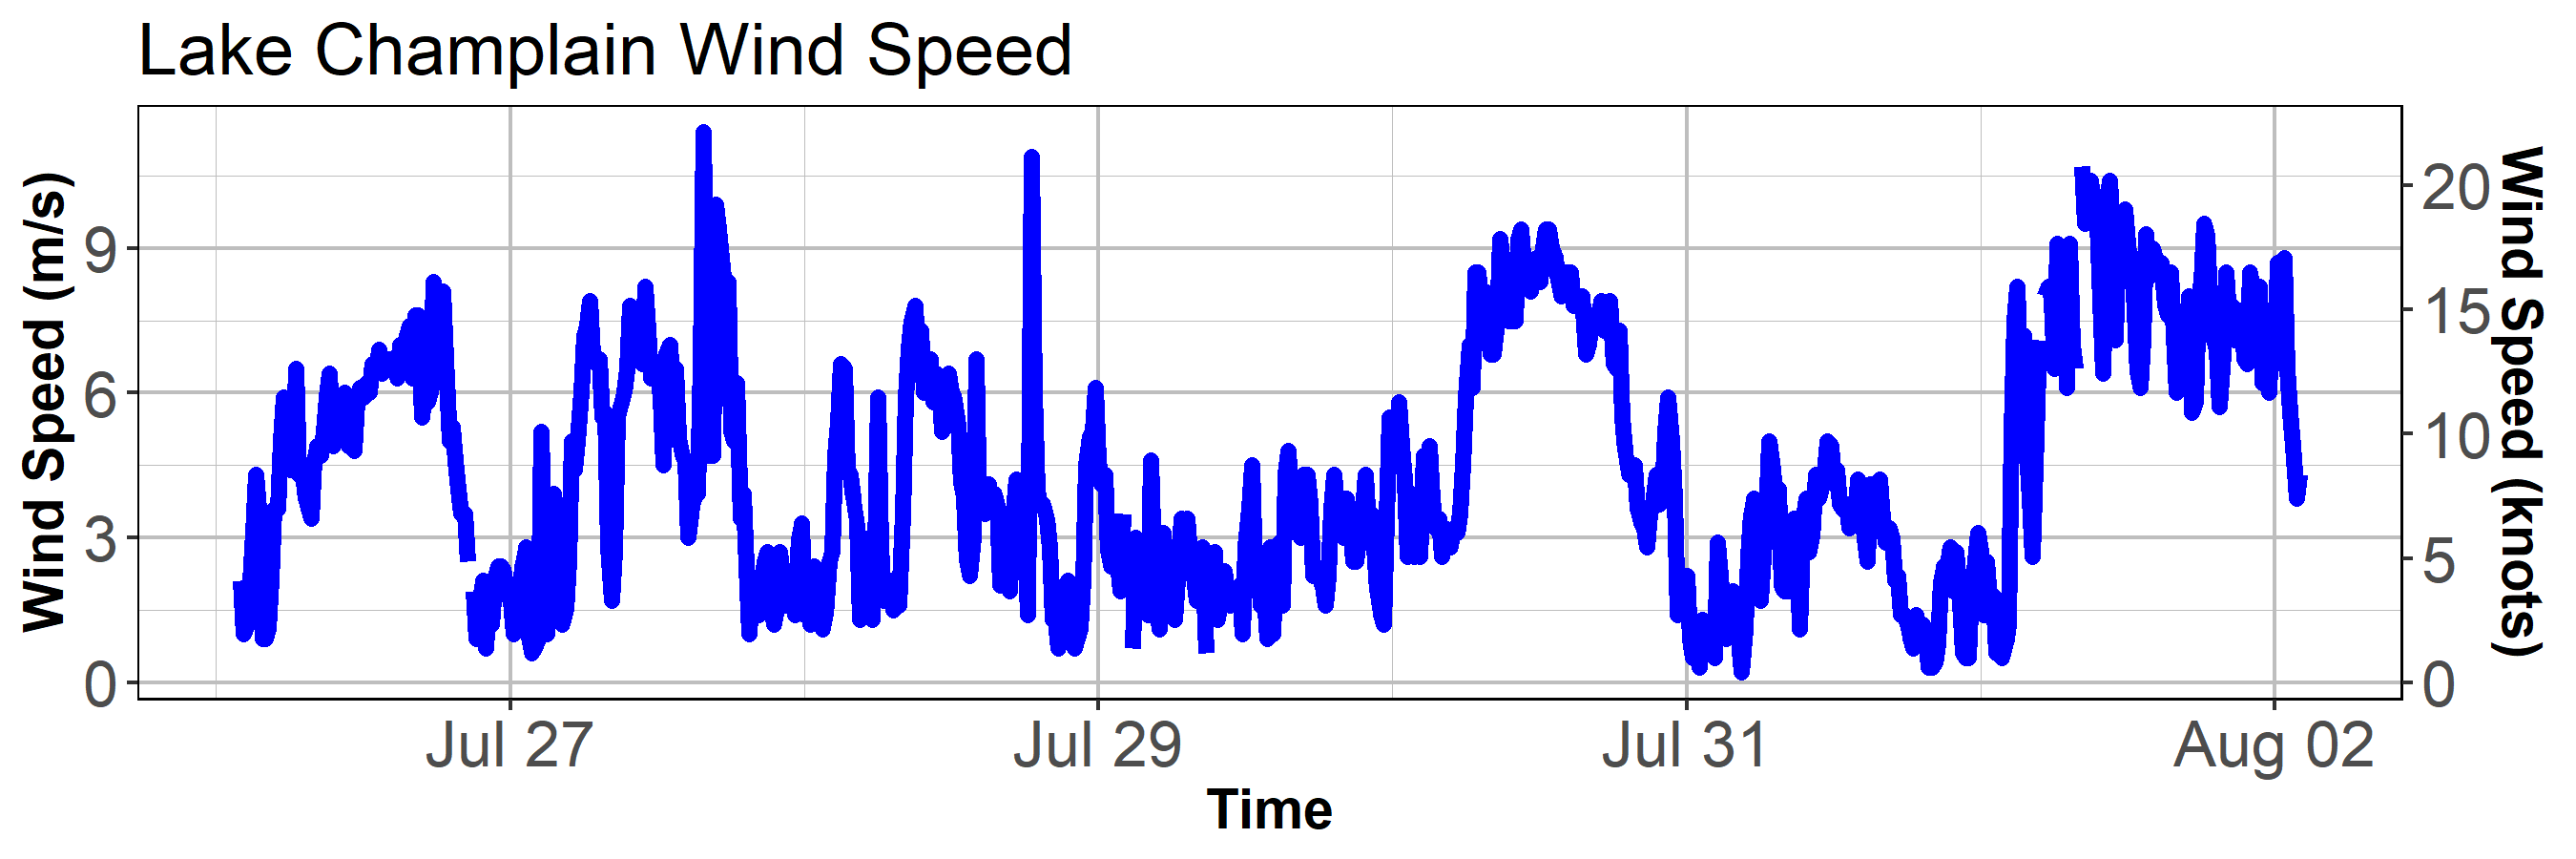 Lake Champlain Wind Speed
Wind Speed (m/s)
9
6
3
0
20
15
10
5
0
Wind Speed (knots)
Jul 27
Jul 29
Jul 31
Aug 02
Time